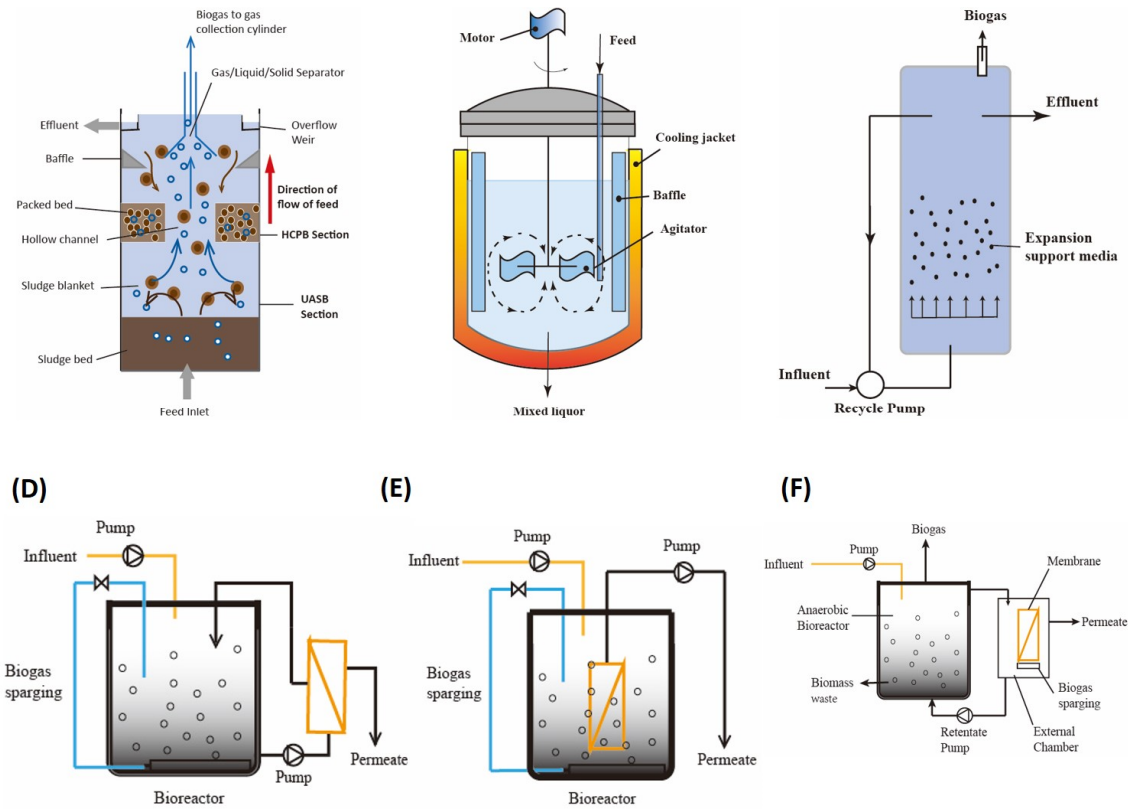 Biogas to gas
collection cylinder
Gas/Liquid/Solid Separator
Effluent
Overflow
Weir
Baffle
Direction of
flow of feed
Packed bed
HCPB Section
Hollow channel
Sludge blanket
UASB
Section
Sludge bed
Feed Inlet
Motor
Feed
Cooling jacket
Baffle
Agitator
Mixed liquor
Biogas
Effluent
Expansion
support media
Influent
Recycle Pump
(D)
Pump
Influent
Biogas
sparging
Pump
Permeate
Bioreactor
(E)
Pump
Influent
Pump
Biogas
sparging
Permeate
Bioreactor
(F)
Biogas
Pump
Influent
Membrane
Anaerobic
Bioreactor
Permeate
Biomass
waste
Biogas
sparging
Retentate
Pump
External
Chamber